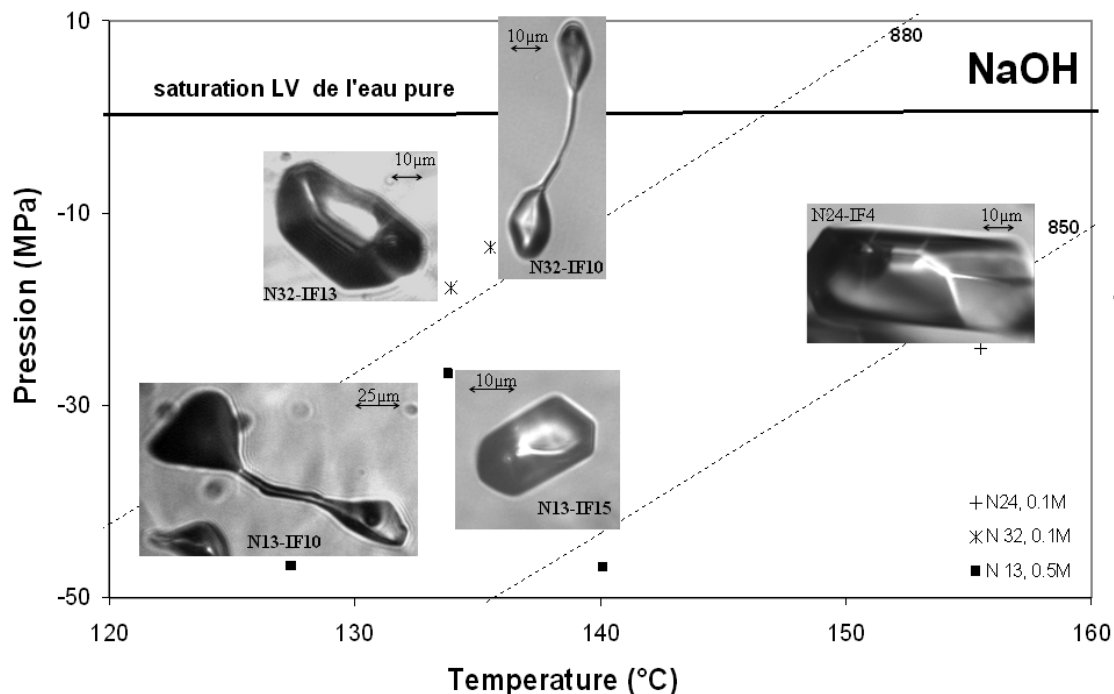 10
10µm
880
NaOH
saturation LV de l'eau pure
0
10µm
N24-IF4
10µm
850
-10
N32-IF13
N32-IF10
Pression (MPa)
-30
25µm
10µm
N13-IF10
N13-IF15
N24, 0.1M
N 32, 0.1M
N 13, 0.5M
-50
120
130
140
150
160
Temperature (°C)